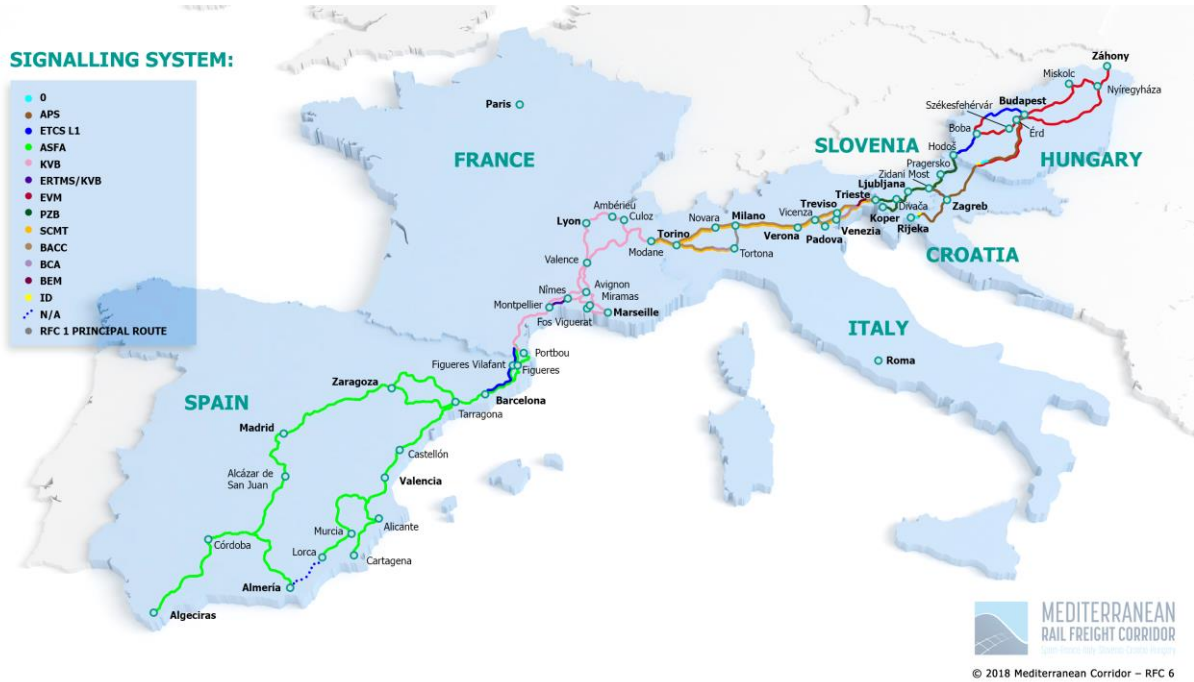 SIGNALLING SYSTEM:
0
APS
ETCS L1
ASFA
KVB
ERTMS/KVB
EVM
PZB
SCMT
BACC
BCA
BEM
ID
N/A
RFC 1 PRINCIPAL ROUTE
Paris
FRANCE
Lyon
Ambérieu
Culoz
Valence
Modane
Avignon
Nîmes
Miramas
Montpellier
Fos Viguerat
Marseille
Portbou
Figueres Vilafant
Figueres
Barcelona
Tarragona
Zaragoza
SPAIN
Madrid
Castellón
Alcázar de
San Juan
Valencia
Alicante
Murcia
Córdoba
Lorca
Cartagena
Almería
Algeciras
Torino
Novara
Milano
Tortona
Verona
Vicenza
Padova
Treviso
Venezia
Trieste
ITALY
Roma
SLOVENIA
Hodoš
Pragersko
Zidani Most
Ljubljana
Divača
Koper
Rijeka
Zagreb
CROATIA
Záhony
Miskolc
Nyíregyháza
Székesfehérvár
Budapest
Boba
Érd
HUNGARY
MEDITERRANEAN
RAIL FREIGHT CORRIDOR
© 2018 Mediterranean Corridor – RFC 6